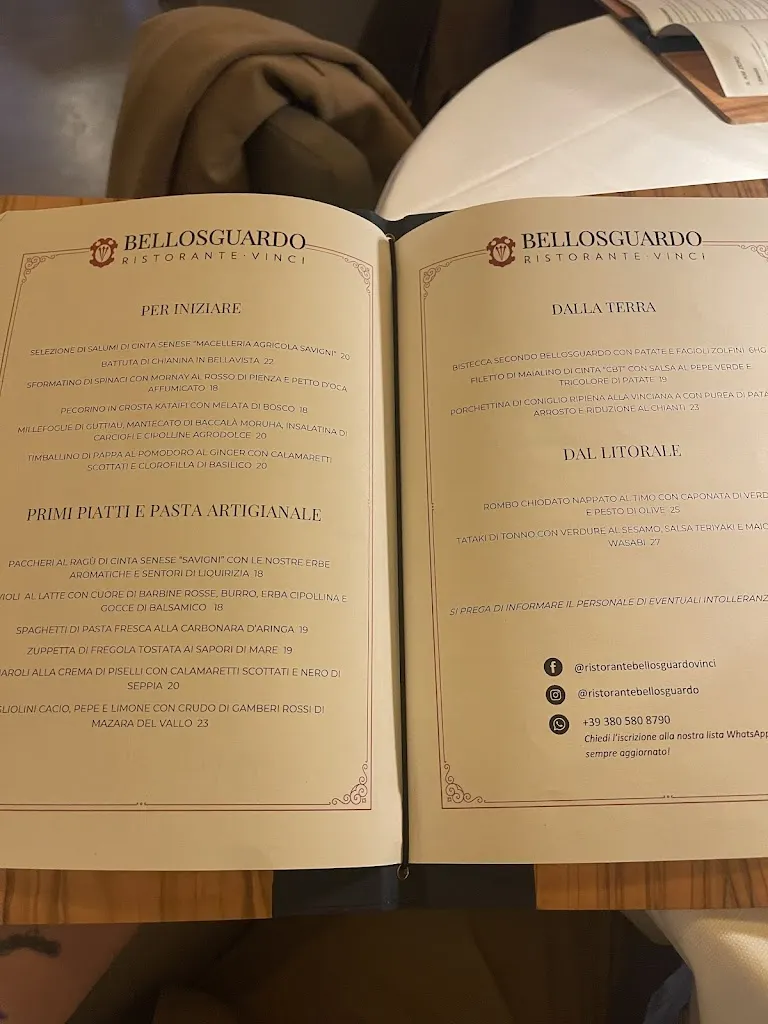 BELLOSGUARDO
RISTORANTE · VINCI
PER INIZIARE
SELEZIONE DI SALUMI DI CINTA SENESE "MACELLERIA AGRICOLA SAVIGNI" 20
BATTUTA DI CHIANINA IN BELLAVISTA 22
SFORMATINO DI SPINACI CON MORNAY AL ROSSO DI PIENZA E PETTO D'OCA
AFFUMICATO 18
PECORINO IN CROSTA KATAIFI CON MELATA DI BOSCO 18
MILLEFOGLIE DI GUTTIAU, MANTECATO DI BACCALÀ MORUHA, INSALATINA DI
CARCIOFI E CIPOLLINE AGRODOLCE 20
TIMBALLINO DI PAPPA AL POMODORO AL GINGER CON CALAMARETTI
SCOTTATI E CLOROFILLA DI BASILICO 20
PRIMI PIATTI E PASTA ARTIGIANALE
PACCHERI AL RAGÙ DI CINTA SENESE "SAVIGNI" CON LE NOSTRE ERBE
AROMATICHE E SENTORI DI LIQUIRIZIA 18
VIOLI AL LATTE CON CUORE DI BARBINE ROSSE, BURRO, ERBA CIPOLLINA E
GOCCE DI BALSAMICO 18
SPAGHETTI DI PASTA FRESCA ALLA CARBONARA D'ARINGA 19
ZUPPETTA DI FREGOLA TOSTATA AI SAPORI DI MARE 19
AROLI ALLA CREMA DI PISELLI CON CALAMARETTI SCOTTATI E NERO DI
SEPPIA 20
GLIOLINI CACIO, PEPE E LIMONE CON CRUDO DI GAMBERI ROSSI DI
MAZARA DEL VALLO 23
BELLOSGUARDO
RISTORANTE · VINCI
DALLA TERRA
BISTECCA SECONDO BELLOSGUARDO CON PATATE E FAGIOLI ZOLFINI 6HG
FILETTO DI MAIALINO DI CINTA "CBT" CON SALSA AL PEPE VERDE E
TRICOLORE DI PATATE 19
PORCHETTINA DI CONIGLIO RIPIENA ALLA VINCIANA CON PUREA DI PATA
ARROSTO E RIDUZIONE AL CHIANTI 23
DAL LITORALE
ROMBO CHIODATO NAPPATO AL TIMO CON CAPONATA DI VERD
E PESTO DI OLIVE 25
TATAKI DI TONNO CON VERDURE AL SESAMO, SALSA TERIYAKI E MAIO
WASABI 27
SI PREGA DI INFORMARE IL PERSONALE DI EVENTUALI INTOLLERANZ
@ristorantebellosguardovinci
@ristorantebellosguardo
+39 380 580 8790
Chiedi l'iscrizione alla nostra lista WhatsApp
sempre aggiornato!